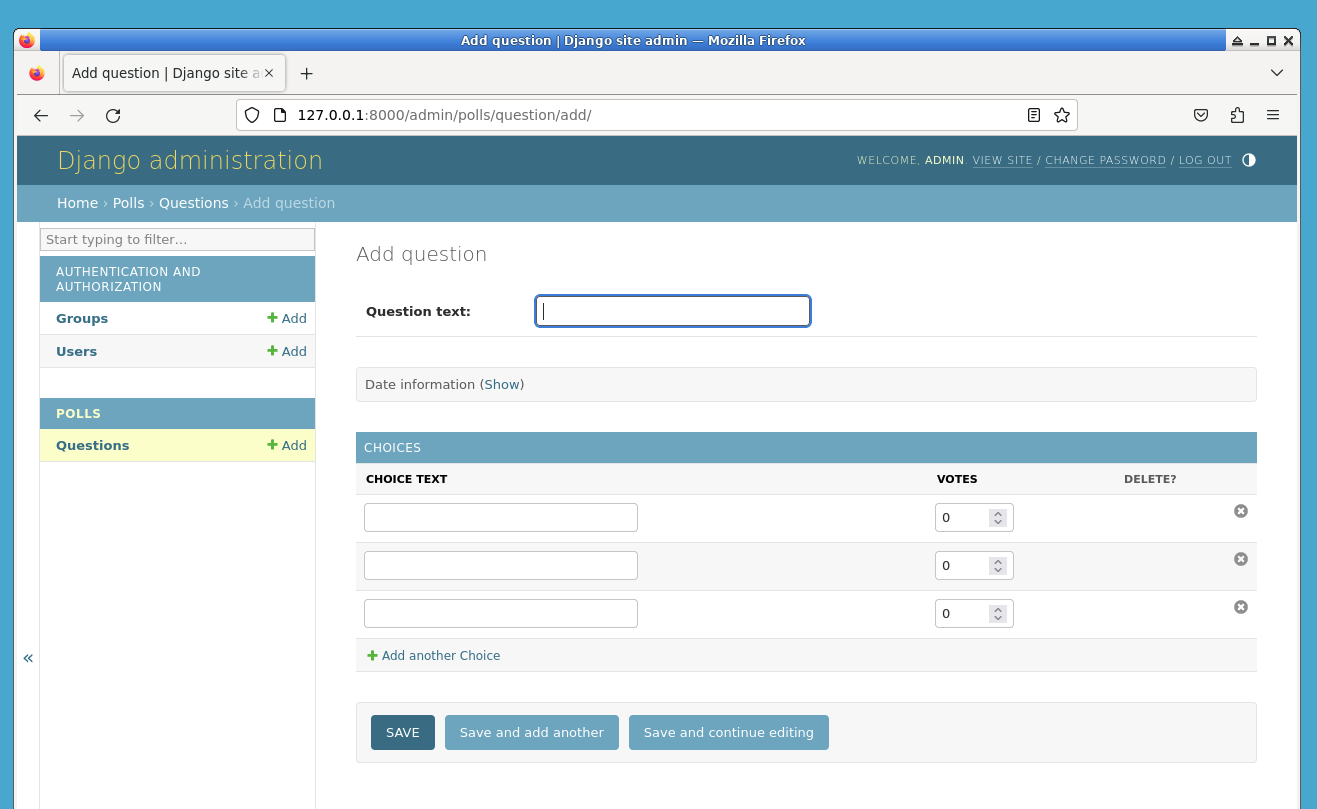 Add question | Django site admin — Mozilla Firefox
Add question | Django site a
127.0.0.1:8000/admin/polls/question/add/
Django administration
WELCOME, ADMIN. VIEW SITE / CHANGE PASSWORD / LOG OUT
Home › Polls › Questions › Add question
Start typing to filter...
AUTHENTICATION AND
AUTHORIZATION
Groups + Add
Users + Add
POLLS
Questions + Add
«
Add question
Question text:
Date information (Show)
CHOICES
CHOICE TEXT VOTES DELETE?
0
0
0
+ Add another Choice
SAVE Save and add another Save and continue editing